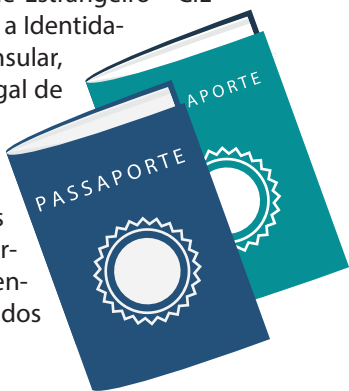 Estrangeiro – CIE
a Identida-
nsular,
gal de
APORTE
PASSAPORTE
s
r-
en-
dos